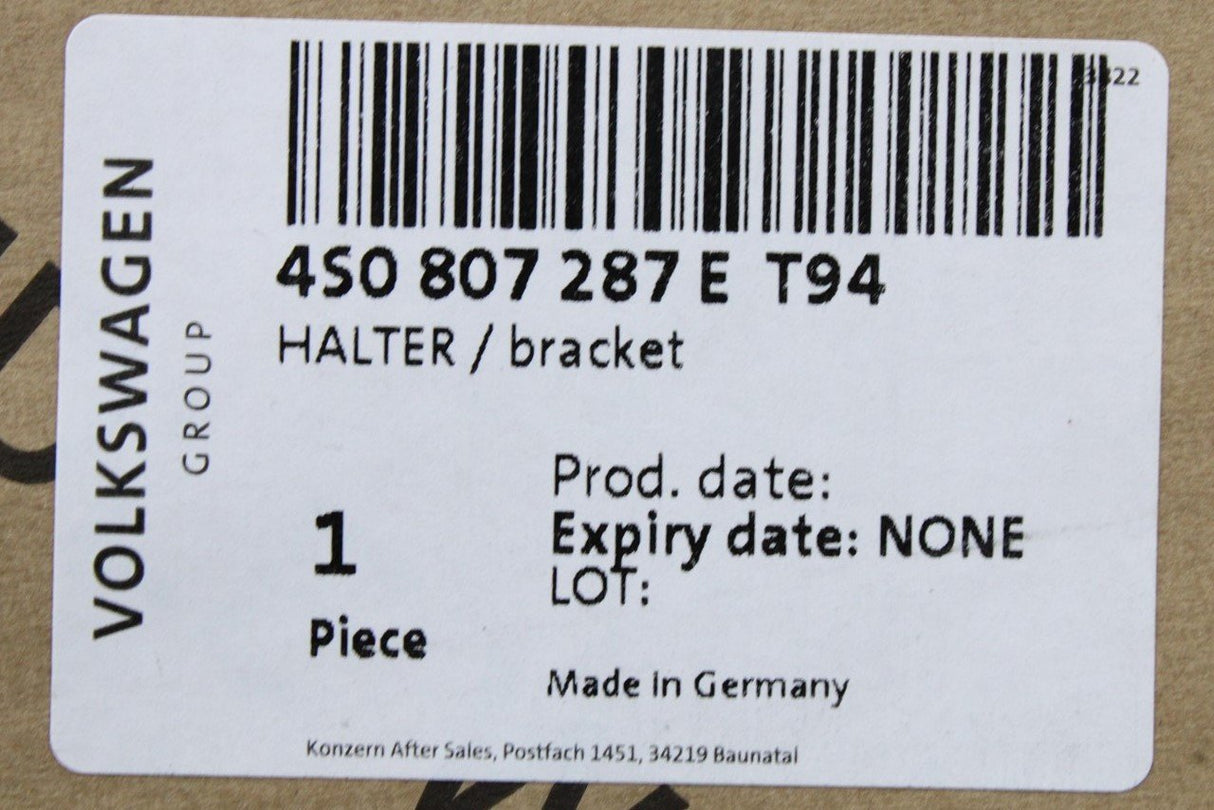 VOLKSWAGEN
GROUP
4S0 807 287 E T94
HALTER / bracket
1
Piece
Prod. date:
Expiry date: NONE
LOT:
Made in Germany
Konzern After Sales, Postfach 1451, 34219 Baunatal